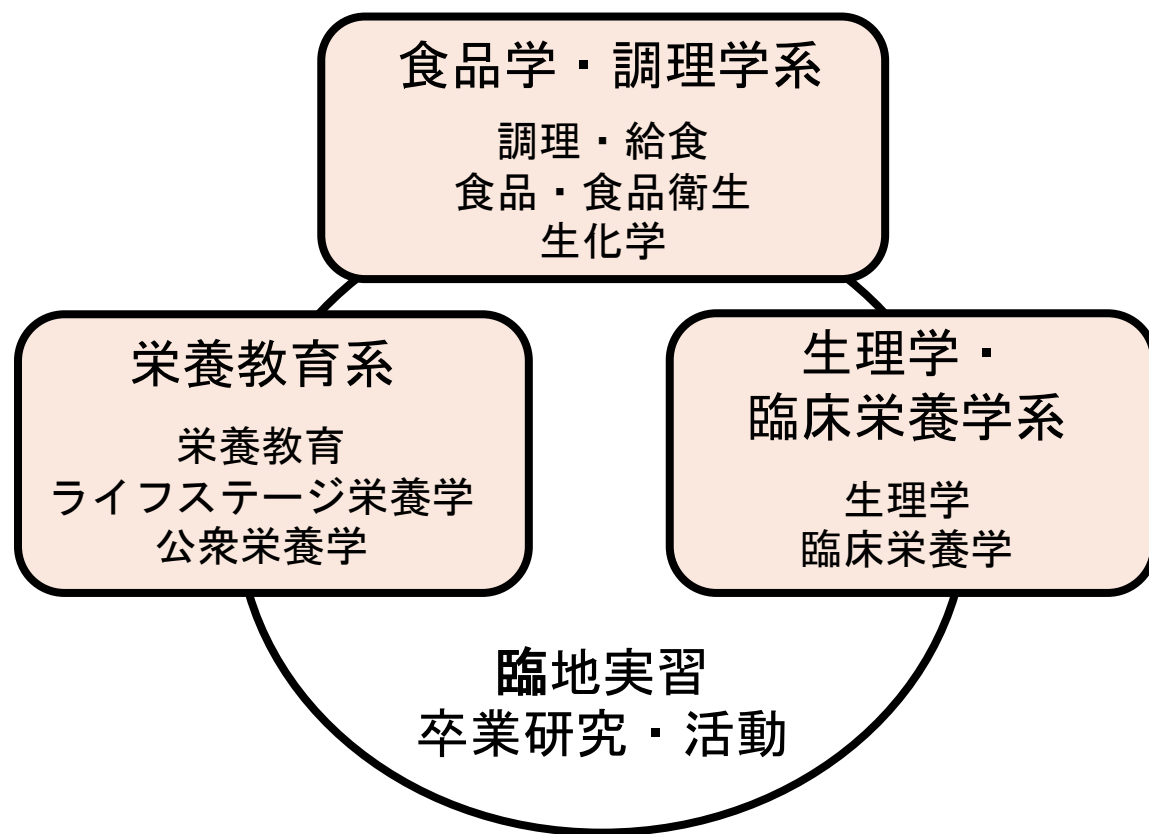 食品学・調理学系
調理・給食
食品・食品衛生
生化学
栄養教育系
栄養教育
ライフステージ栄養学
公衆栄養学
生理学・
臨床栄養学系
生理学
臨床栄養学
臨地実習
卒業研究・活動